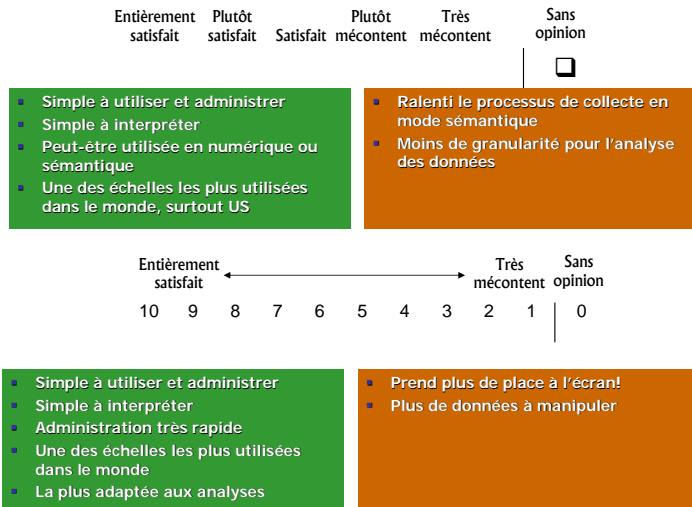 Entièrement satisfait
Plutôt satisfait
Satisfait
Plutôt mécontent
Très mécontent
Sans opinion
Simple à utiliser et administrer
Simple à interpréter
Peut-être utilisée en numérique ou
sémantique
Une des échelles les plus utilisées
dans le monde, surtout US
Ralenti le processus de collecte en
mode sémantique
Moins de granularité pour l'analyse
des données
Entièrement satisfait
Très mécontent
Sans opinion
10 9 8 7 6 5 4 3 2 1 0
Simple à utiliser et administrer
Simple à interpréter
Administration très rapide
Une des échelles les plus utilisées
dans le monde
La plus adaptée aux analyses
Prend plus de place à l'écran!
Plus de données à manipuler